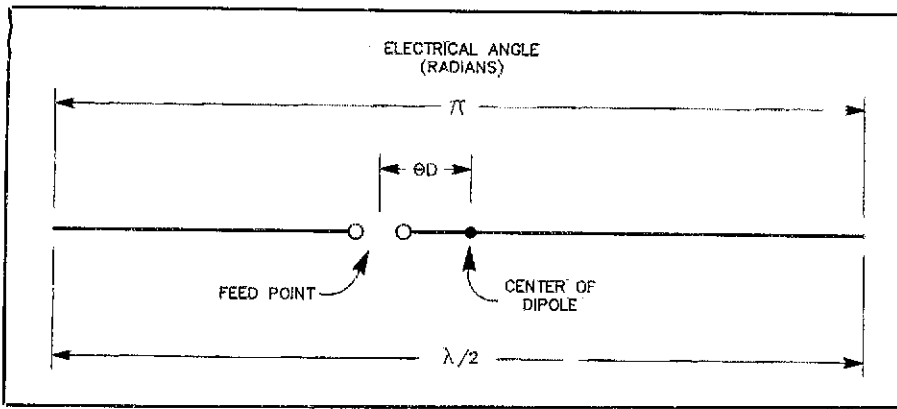 ELECTRICAL ANGLE
(RADIANS)
π
θD
FEED POINT
CENTER OF
DIPOLE
λ/2